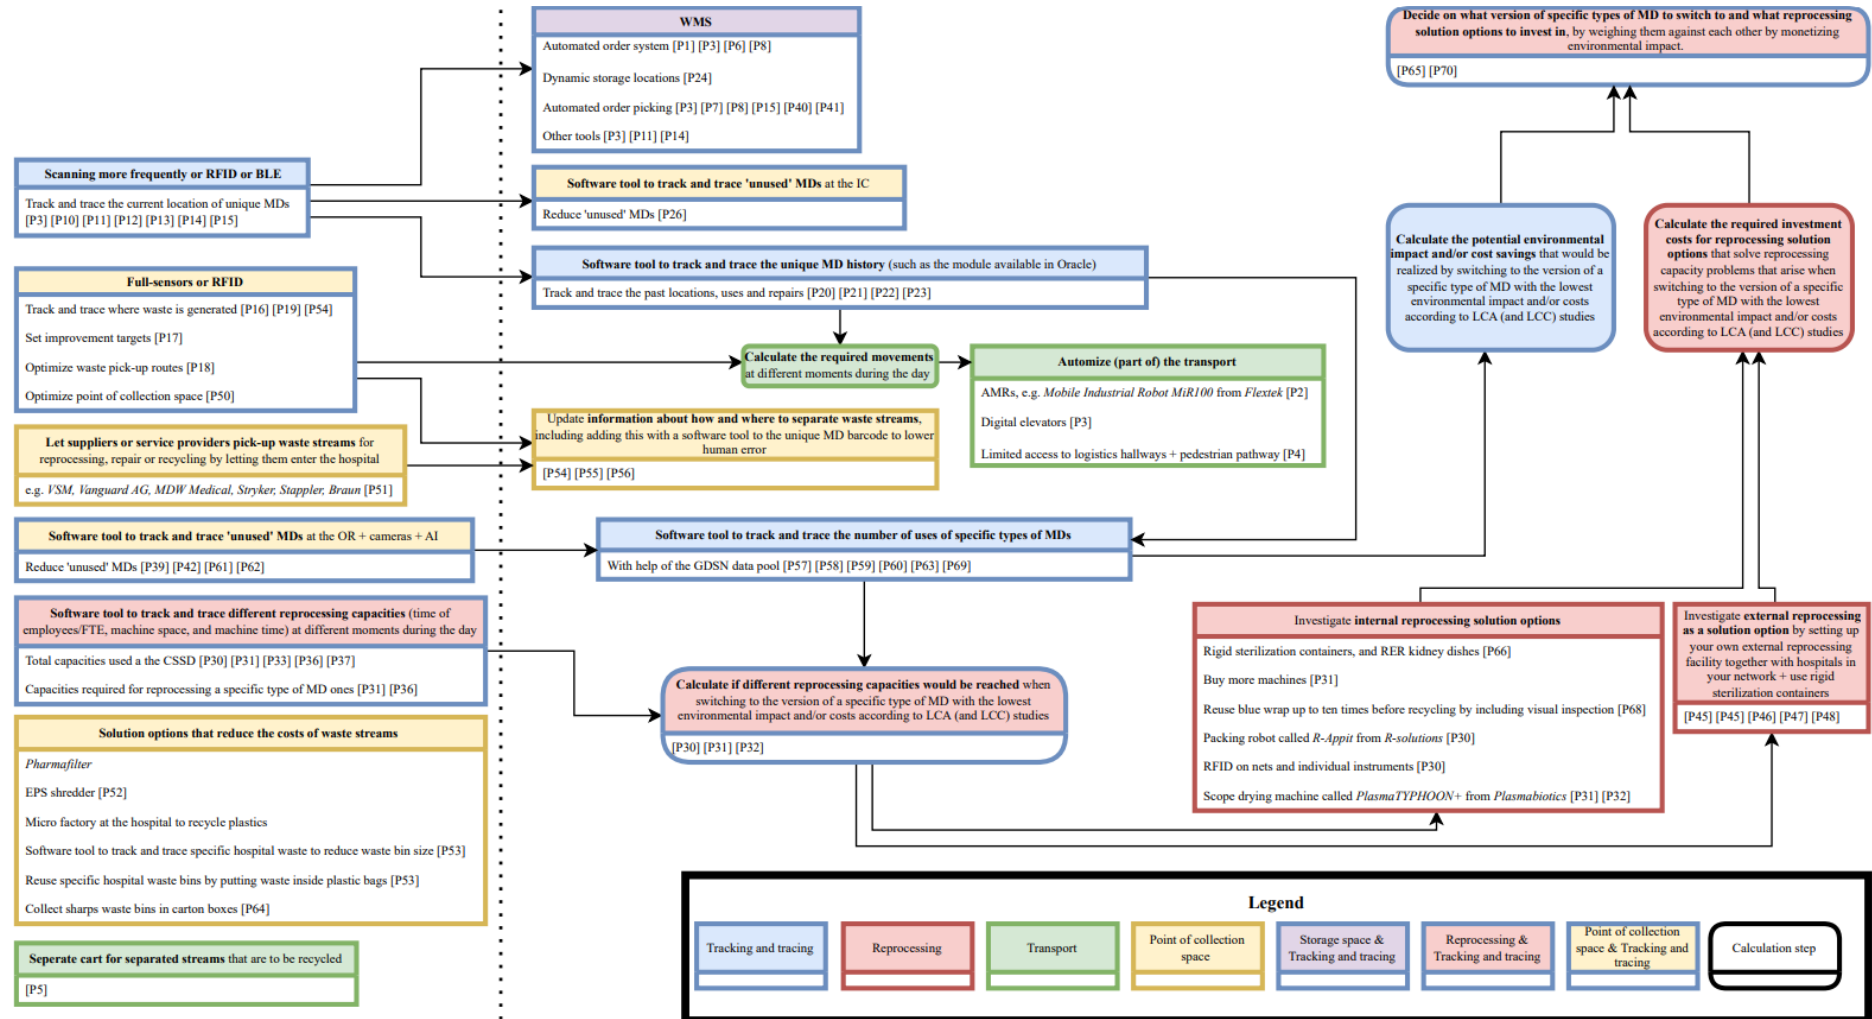 WMS
Automated order system [P1] [P3] [P6] [P8]
Dynamic storage locations [P24]
Automated order picking [P3] [P7] [P8] [P15] [P40] [P41]
Other tools [P3] [P11] [P14]
Decide on what version of specific types of MD to switch to and what reprocessing
solution options to invest in, by weighing them against each other by monetizing
environmental impact.
[P65] [P70]
Scanning more frequently or RFID or BLE
Track and trace the current location of unique MDs
[P3] [P10] [P11] [P12] [P13] [P14] [P15]
Software tool to track and trace 'unused' MDs at the IC
Reduce 'unused' MDs [P26]
Software tool to track and trace the unique MD history (such as the module available in Oracle)
Track and trace the past locations, uses and repairs [P20] [P21] [P22] [P23]
Calculate the potential environmental
impact and/or cost savings that would be
realized by switching to the version of a
specific type of MD with the lowest
environmental impact and/or costs
according to LCA (and LCC) studies
Calculate the required investment
costs for reprocessing solution
options that solve reprocessing
capacity problems that arise when
switching to the version of a specific
type of MD with the lowest
environmental impact and/or costs
according to LCA (and LCC) studies
Full-sensors or RFID
Track and trace where waste is generated [P16] [P19] [P54]
Set improvement targets [P17]
Optimize waste pick-up routes [P18]
Optimize point of collection space [P50]
Calculate the required movements
at different moments during the day
Automize (part of) the transport
AMRs, e.g. Mobile Industrial Robot MiR100 from Flextek [P2]
Digital elevators [P3]
Limited access to logistics hallways + pedestrian pathway [P4]
Let suppliers or service providers pick-up waste streams for
reprocessing, repair or recycling by letting them enter the hospital
e.g. VSM, Vanguard AG, MDW Medical, Stryker, Stappler, Braun [P51]
Update information about how and where to separate waste streams,
including adding this with a software tool to the unique MD barcode to lower
human error
[P54] [P55] [P56]
Software tool to track and trace 'unused' MDs at the OR + cameras + AI
Reduce 'unused' MDs [P39] [P42] [P61] [P62]
Software tool to track and trace the number of uses of specific types of MDs
With help of the GDSN data pool [P57] [P58] [P59] [P60] [P63] [P69]
Software tool to track and trace different reprocessing capacities (time of
employees/FTE, machine space, and machine time) at different moments during the day
Total capacities used a the CSSD [P30] [P31] [P33] [P36] [P37]
Capacities required for reprocessing a specific type of MD ones [P31] [P36]
Calculate if different reprocessing capacities would be reached when
switching to the version of a specific type of MD with the lowest
environmental impact and/or costs according to LCA (and LCC) studies
[P30] [P31] [P32]
Investigate internal reprocessing solution options
Rigid sterilization containers, and RER kidney dishes [P66]
Buy more machines [P31]
Reuse blue wrap up to ten times before recycling by including visual inspection [P68]
Packing robot called R-Appit from R-solutions [P30]
RFID on nets and individual instruments [P30]
Scope drying machine called PlasmaTYPHOON+ from Plasmabiotics [P31] [P32]
Investigate external reprocessing
as a solution option by setting up
your own external reprocessing
facility together with hospitals in
your network + use rigid
sterilization containers
[P45] [P45] [P46] [P47] [P48]
Solution options that reduce the costs of waste streams
Pharmafilter
EPS shredder [P52]
Micro factory at the hospital to recycle plastics
Software tool to track and trace specific hospital waste to reduce waste bin size [P53]
Reuse specific hospital waste bins by putting waste inside plastic bags [P53]
Collect sharps waste bins in carton boxes [P64]
Seperate cart for separated streams that are to be recycled
[P5]
Legend
Tracking and tracing
Reprocessing
Transport
Point of collection
space
Storage space &
Tracking and tracing
Reprocessing &
Tracking and tracing
Point of collection
space & Tracking and
tracing
Calculation step